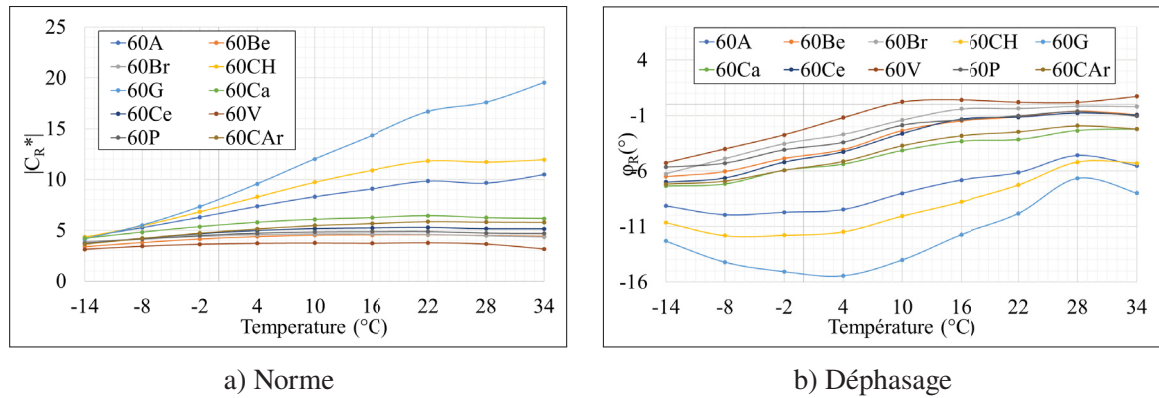 25
20
15
10
5
0
|C_R*|
60A 60Be
60Br 60CH
60G 60Ca
60Ce 60V
60P 60CAr
-14 -8 -2 4 10 16 22 28 34
Temperature (°C)
a) Norme
4
-1
-6
-11
-16
φ_R(°)
60A 60Be 60Br 60CH 60G
60Ca 60Ce 60V 60P 60CAr
-14 -8 -2 4 10 16 22 28 34
Température (°C)
b) Déphasage